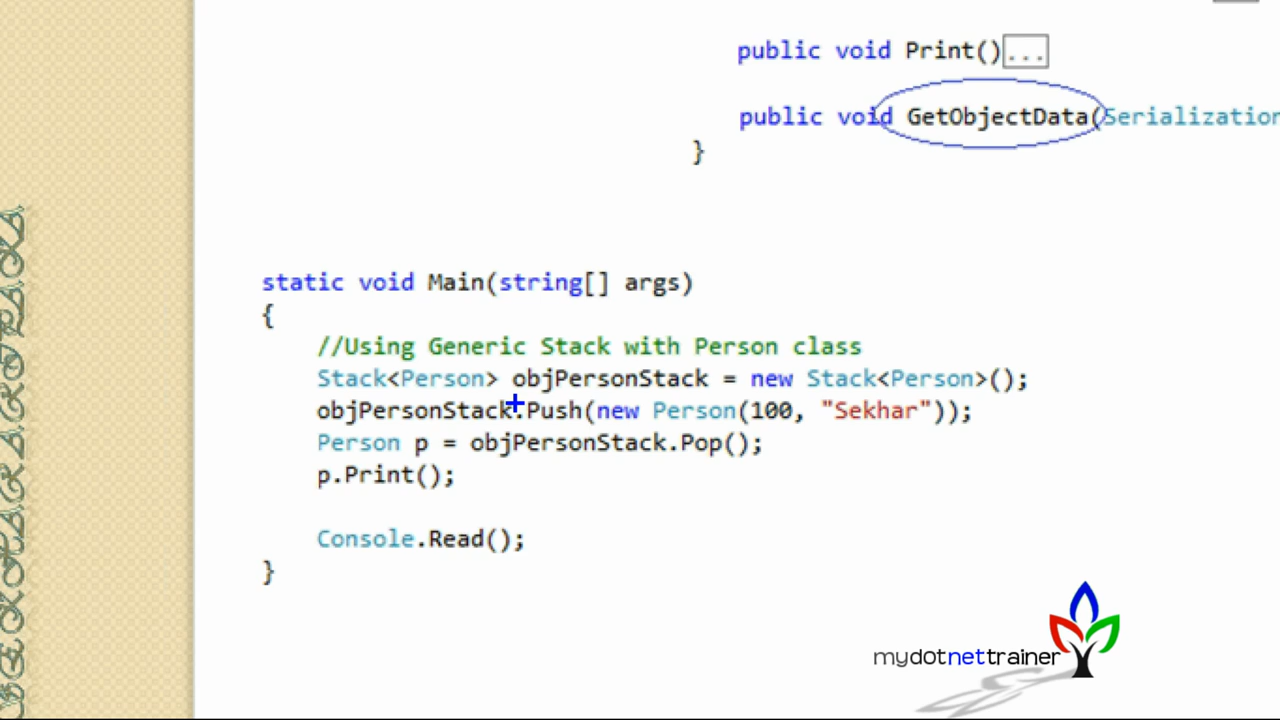 public void Print()...
public void GetObjectData(Serialization
}
static void Main(string[] args)
{
//Using Generic Stack with Person class
Stack<Person> objPersonStack = new Stack<Person>();
objPersonStack.Push(new Person(100, "Sekhar"));
Person p = objPersonStack.Pop();
p.Print();
Console.Read();
}
mydotnettrainer